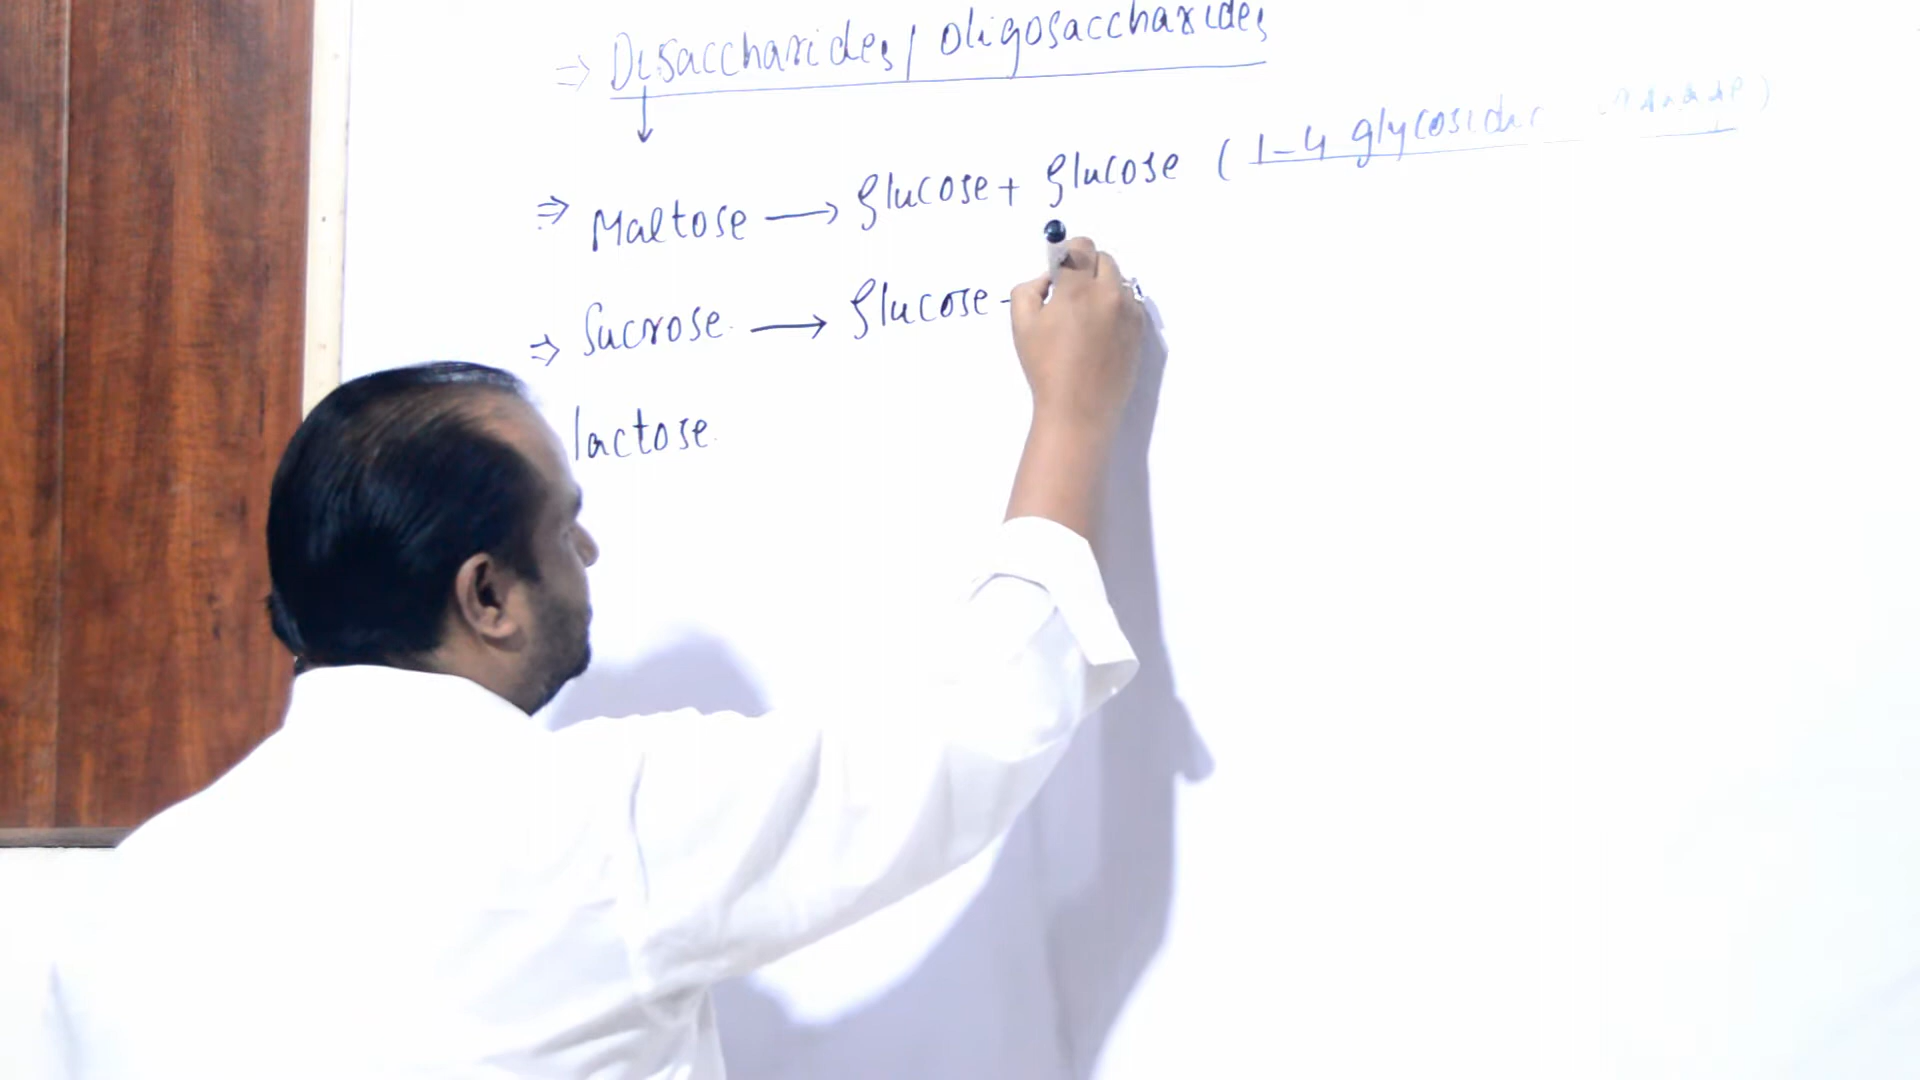 ⇒ Disaccharides/ oligosaccharides
↓
⇒ Maltose → glucose + glucose ( 1-4 glycosidic )
⇒ Sucrose → glucose -
lactose